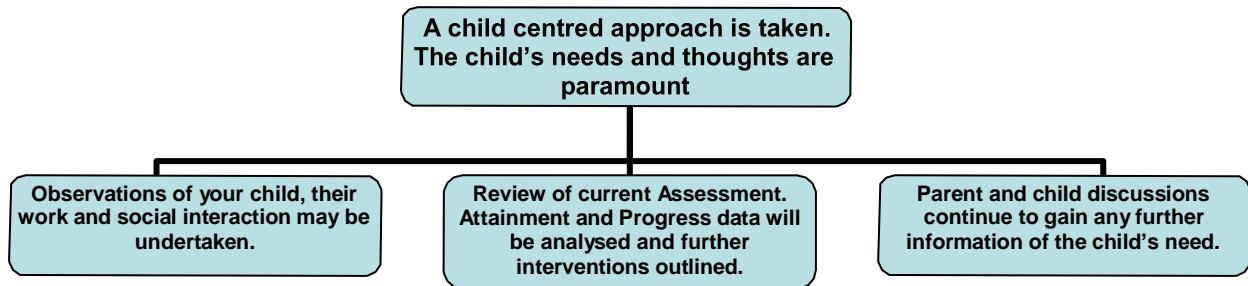 A child centred approach is taken.
The child’s needs and thoughts are
paramount
Observations of your child, their
work and social interaction may be
undertaken.
Review of current Assessment.
Attainment and Progress data will
be analysed and further
interventions outlined.
Parent and child discussions
continue to gain any further
information of the child’s need.